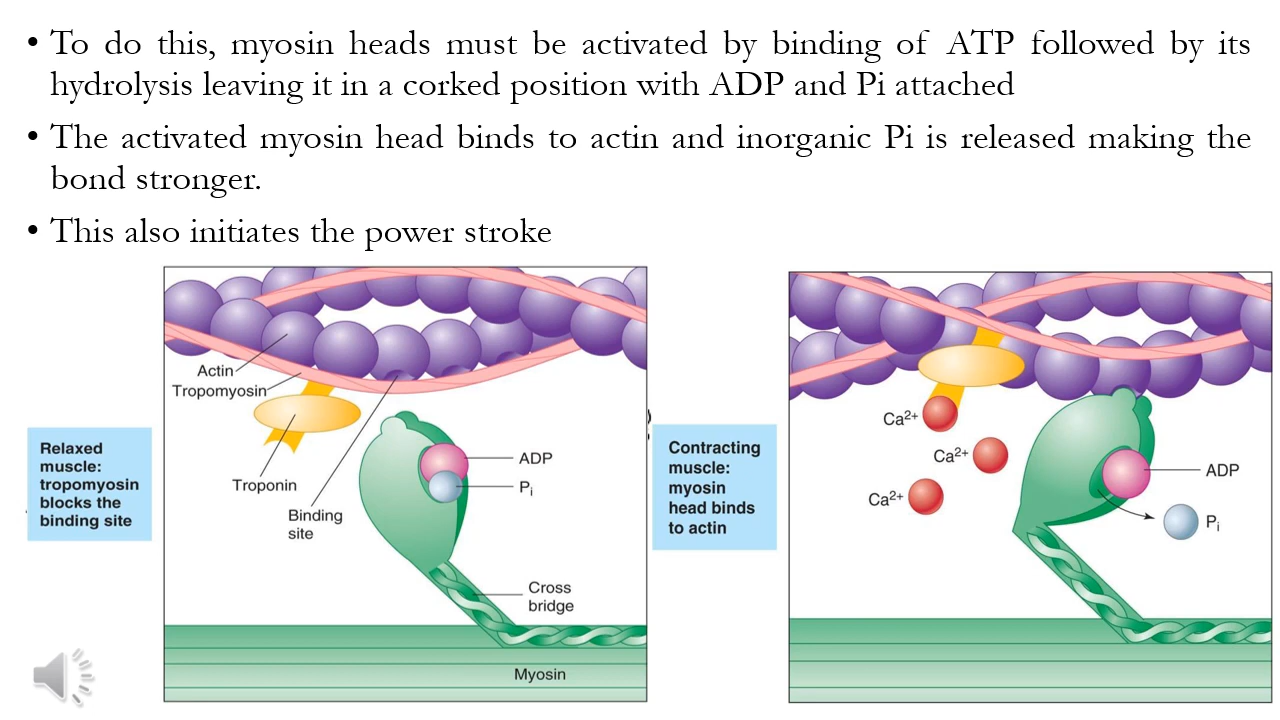 • To do this, myosin heads must be activated by binding of ATP followed by its
hydrolysis leaving it in a corked position with ADP and Pi attached
• The activated myosin head binds to actin and inorganic Pi is released making the
bond stronger.
• This also initiates the power stroke
Actin
Tropomyosin
Relaxed
muscle:
tropomyosin
blocks the
binding site
Troponin
Binding
site
ADP
Pi
Cross
bridge
Myosin
Contracting
muscle:
myosin
head binds
to actin
Ca2+
Ca2+
Ca2+
ADP
Pi